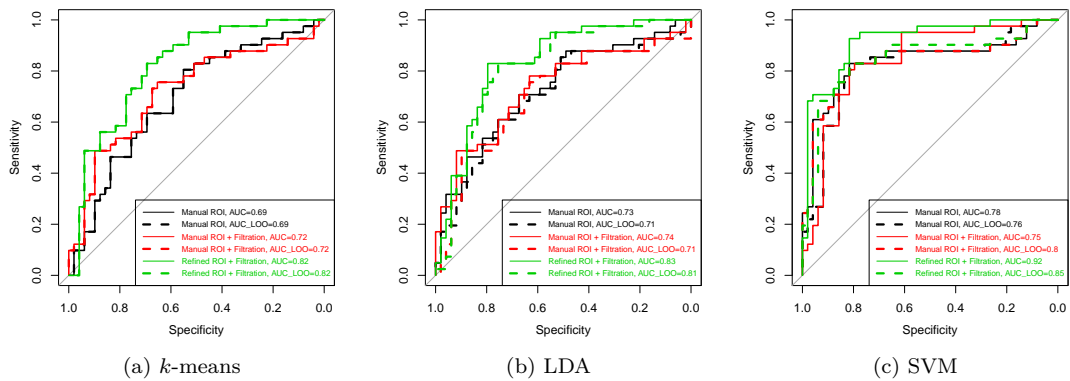 Sensitivity
0.0 0.2 0.4 0.6 0.8 1.0
Manual ROI, AUC=0.69
Manual ROI, AUC_LOO=0.69
Manual ROI + Filtration, AUC=0.72
Manual ROI + Filtration, AUC_LOO=0.72
Refined ROI + Filtration, AUC=0.82
Refined ROI + Filtration, AUC_LOO=0.82
1.0 0.8 0.6 0.4 0.2 0.0
Specificity
(a) k-means
Sensitivity
0.0 0.2 0.4 0.6 0.8 1.0
Manual ROI, AUC=0.73
Manual ROI, AUC_LOO=0.71
Manual ROI + Filtration, AUC=0.74
Manual ROI + Filtration, AUC_LOO=0.71
Refined ROI + Filtration, AUC=0.83
Refined ROI + Filtration, AUC_LOO=0.81
1.0 0.8 0.6 0.4 0.2 0.0
Specificity
(b) LDA
Sensitivity
0.0 0.2 0.4 0.6 0.8 1.0
Manual ROI, AUC=0.78
Manual ROI, AUC_LOO=0.76
Manual ROI + Filtration, AUC=0.75
Manual ROI + Filtration, AUC_LOO=0.8
Refined ROI + Filtration, AUC=0.92
Refined ROI + Filtration, AUC_LOO=0.85
1.0 0.8 0.6 0.4 0.2 0.0
Specificity
(c) SVM